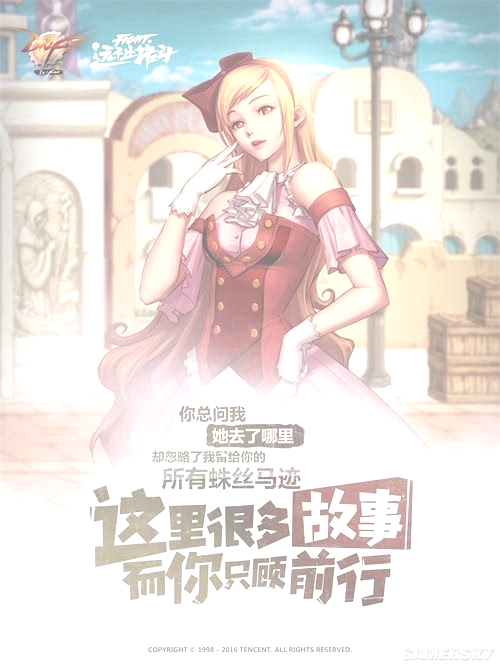 DNF
FIGHT
你总问我
她去了哪里
却忽略了我留给你的
所有蛛丝马迹
这里很多故事
而你只顾前行
COPYRIGHT © 1998 – 2016 TENCENT. ALL RIGHTS RESERVED.
GAMERSKY